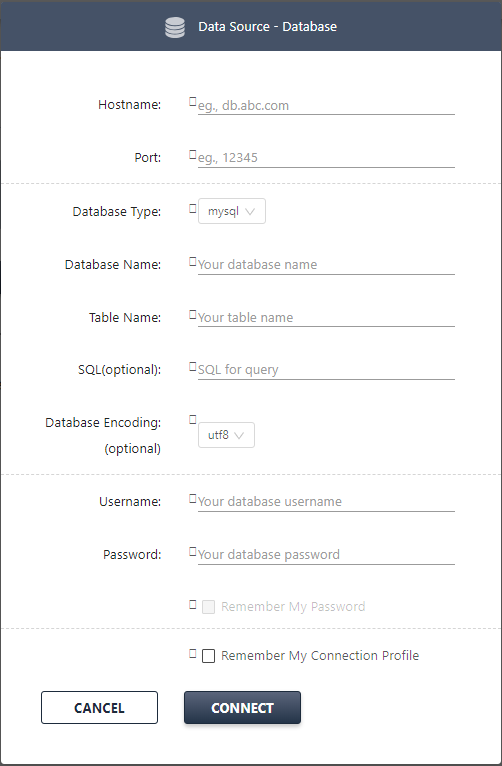 Data Source - Database
Hostname: eg., db.abc.com
Port: eg., 12345
Database Type: mysql
Database Name: Your database name
Table Name: Your table name
SQL(optional): SQL for query
Database Encoding: utf8
(optional)
Username: Your database username
Password: Your database password
Remember My Password
Remember My Connection Profile
CANCEL CONNECT